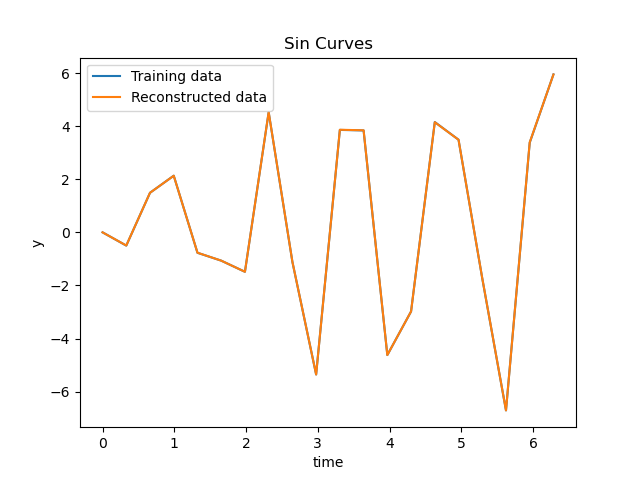 Sin Curves
Training data
Reconstructed data
6
4
2
0
−2
−4
−6
y
0 1 2 3 4 5 6
time